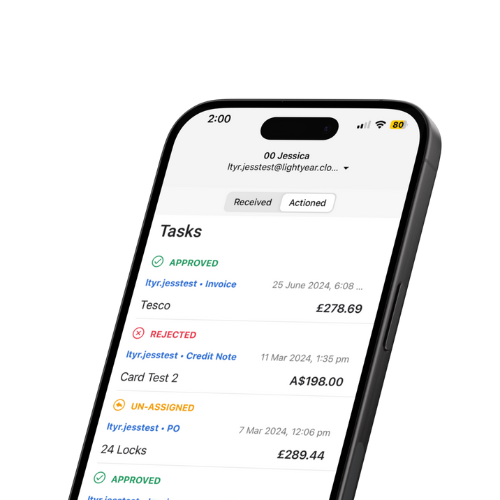 2:00
80
00 Jessica
ltyr.jesstest@lightyear.clo...
Received Actioned
Tasks
APPROVED
ltyr.jesstest • Invoice 25 June 2024, 6:08 ...
Tesco £278.69
REJECTED
ltyr.jesstest • Credit Note 11 Mar 2024, 1:35 pm
Card Test 2 A$198.00
UN-ASSIGNED
ltyr.jesstest • PO 7 Mar 2024, 12:06 pm
24 Locks £289.44
APPROVED